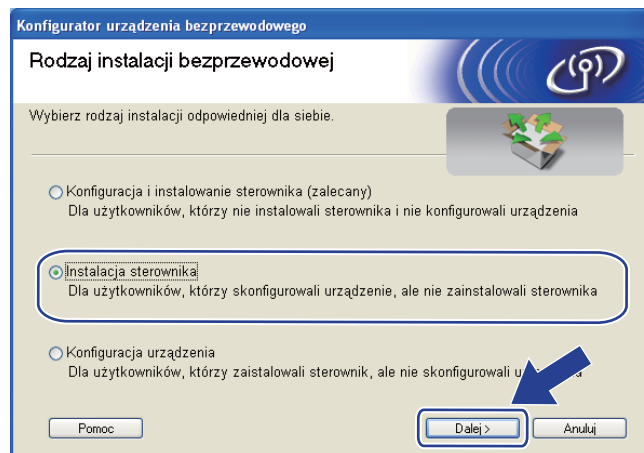 Konfigurator urządzenia bezprzewodowego
Rodzaj instalacji bezprzewodowej
Wybierz rodzaj instalacji odpowiedniej dla siebie.
Konfiguracja i instalowanie sterownika (zalecany)
Dla użytkowników, którzy nie instalowali sterownika i nie konfigurowali urządzenia
Instalacja sterownika
Dla użytkowników, którzy skonfigurowali urządzenie, ale nie zainstalowali sterownika
Konfiguracja urządzenia
Dla użytkowników, którzy zaistalowali sterownik, ale nie skonfigurowali
Pomoc
Dalej >
Anuluj